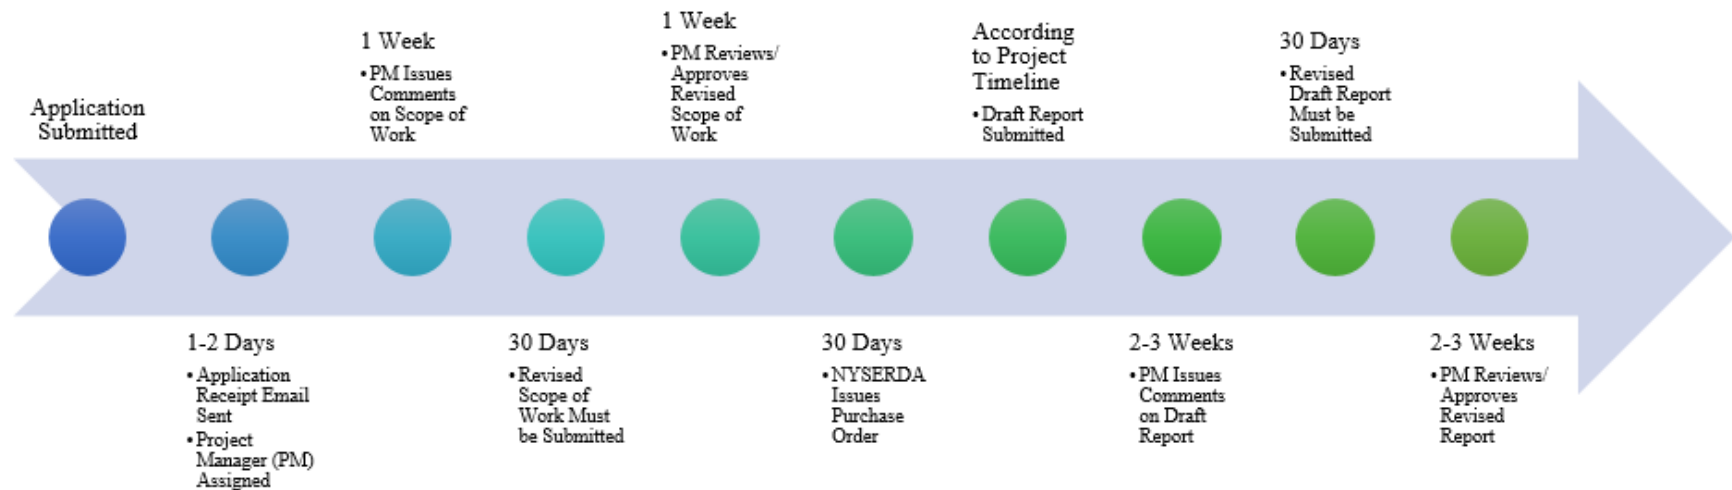 Application
Submitted
1-2 Days
•Application
Receipt Email
Sent
•Project
Manager (PM)
Assigned
1 Week
•PM Issues
Comments
on Scope of
Work
30 Days
•Revised
Scope of
Work Must
be Submitted
1 Week
•PM Reviews/
Approves
Revised
Scope of
Work
30 Days
•NYSERDA
Issues
Purchase
Order
According
to Project
Timeline
•Draft Report
Submitted
2-3 Weeks
•PM Issues
Comments
on Draft
Report
30 Days
•Revised
Draft Report
Must be
Submitted
2-3 Weeks
•PM Reviews/
Approves
Revised
Report